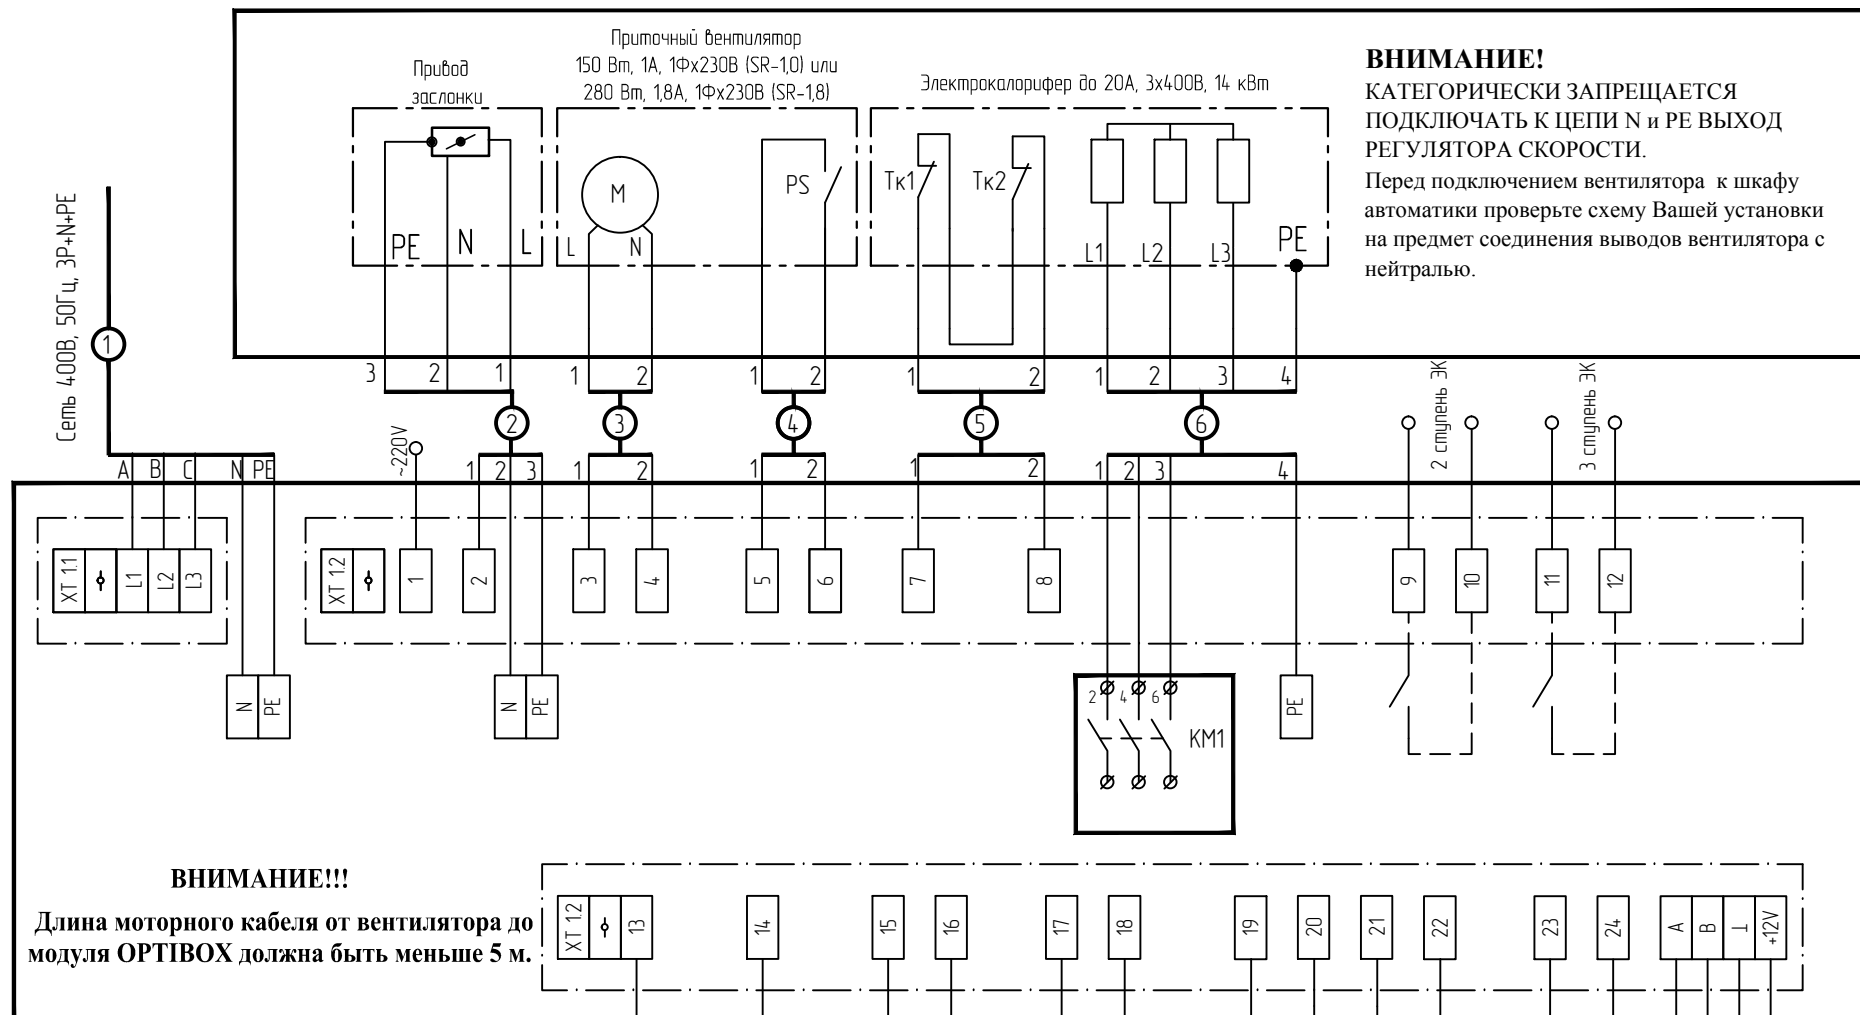 Привод
заслонки
Приточный вентилятор
150 Вт, 1А, 1Фх230В (SR-1,0) или
280 Вт, 1,8А, 1Фх230В (SR-1,8)
Электрокалорифер до 20А, 3х400В, 14 кВт
ВНИМАНИЕ!
КАТЕГОРИЧЕСКИ ЗАПРЕЩАЕТСЯ
ПОДКЛЮЧАТЬ К ЦЕПИ N и PE ВЫХОД
РЕГУЛЯТОРА СКОРОСТИ.
Перед подключением вентилятора к шкафу
автоматики проверьте схему Вашей установки
на предмет соединения выводов вентилятора с
нейтралью.
M
PS
Тк1
Тк2
PE N L
L N
L1 L2 L3 PE
Сеть 400В, 50Гц, 3P+N+PE
1
3 2 1
1 2
1 2
1 2
1 2 3 4
2 3 4 5 6
~220V
2 ступень ЭК
3 ступень ЭК
A B C N PE
1 2 3
1 2
1 2
1 2
1 2 3 4
XT 1.1 L1 L2 L3
XT 1.2 1 2 3 4 5 6 7 8 9 10 11 12
N PE
N PE
2 4 6
KM1
PE
ВНИМАНИЕ!!!
Длина моторного кабеля от вентилятора до
модуля OPTIBOX должна быть меньше 5 м.
XT 1.2 13 14 15 16 17 18 19 20 21 22 23 24 A B ⊥ +12V